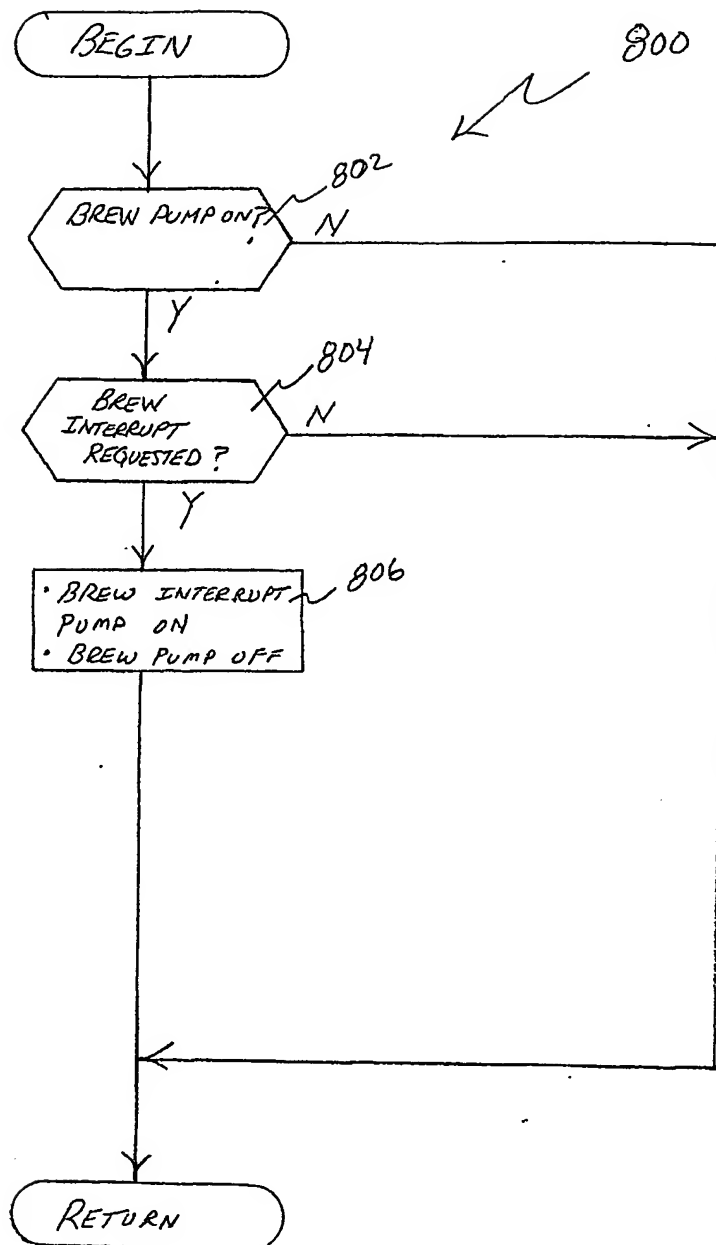 BEGIN
800
802
BREW PUMP ON?
N
Y
804
BREW
INTERRUPT
REQUESTED?
N
Y
806
• BREW INTERRUPT
PUMP ON
• BREW PUMP OFF
RETURN